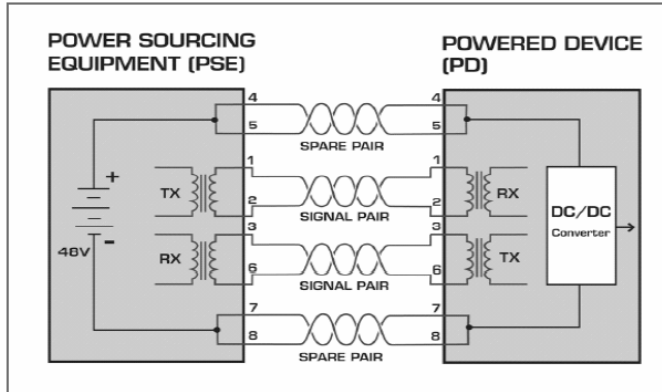 POWER SOURCING
EQUIPMENT (PSE)
POWERED DEVICE
(PD)
4
5
SPARE PAIR
4
5
1
2
TX
SIGNAL PAIR
1
2
RX
3
6
RX
SIGNAL PAIR
3
6
TX
7
8
SPARE PAIR
7
8
+
-
48V
DC/DC
Converter